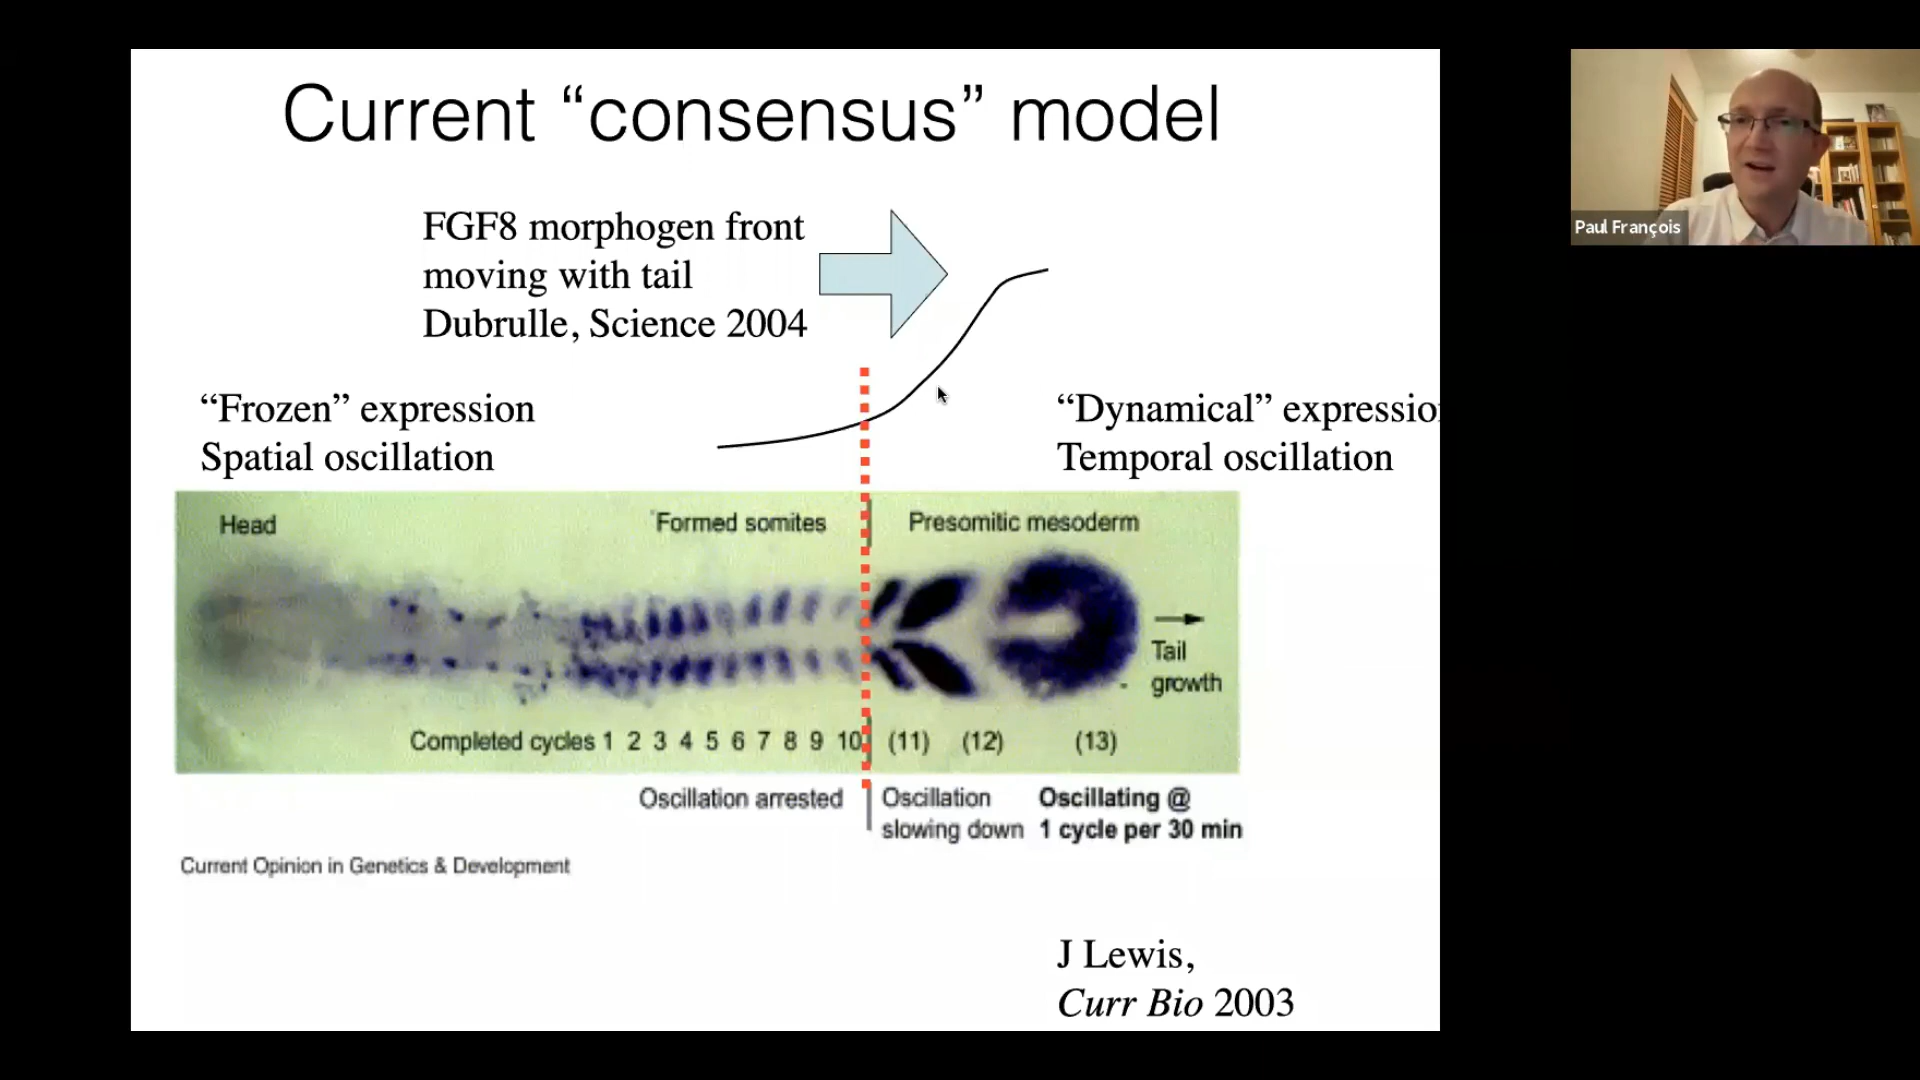 Current “consensus” model
FGF8 morphogen front
moving with tail
Dubrulle, Science 2004
“Frozen” expression
Spatial oscillation
“Dynamical” expressio
Temporal oscillation
Head
Formed somites
Presomitic mesoderm
Tail
growth
Completed cycles 1 2 3 4 5 6 7 8 9 10 (11) (12) (13)
Oscillation arrested
Oscillation
slowing down
Oscillating @
1 cycle per 30 min
Current Opinion in Genetics & Development
J Lewis,
Curr Bio 2003
Paul François